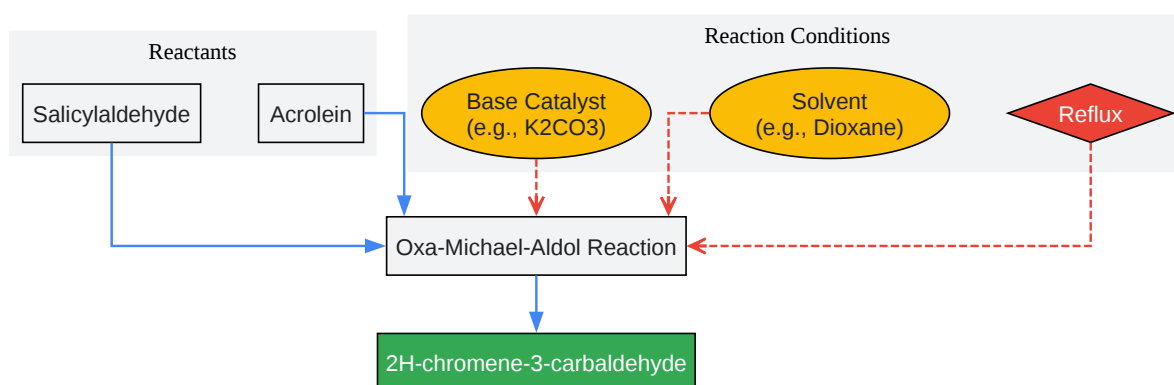 Reactants
Reaction Conditions
Salicylaldehyde
Acrolein
Base Catalyst
(e.g., K2CO3)
Solvent
(e.g., Dioxane)
Reflux
Oxa-Michael-Aldol Reaction
2H-chromene-3-carbaldehyde